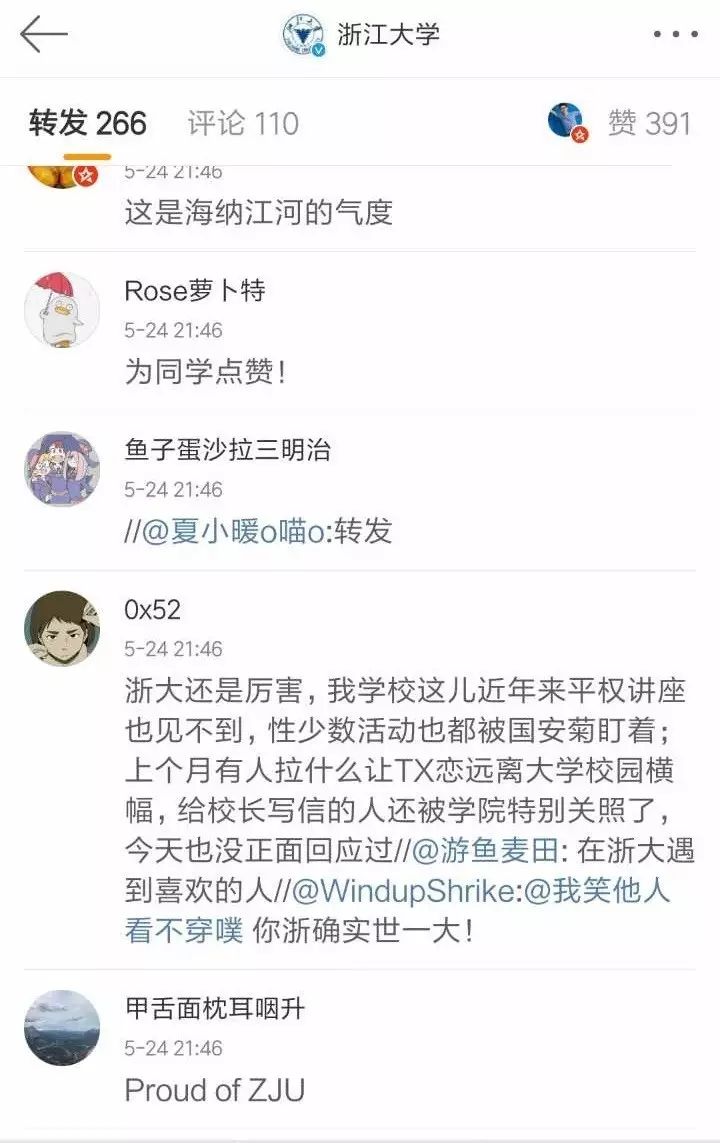 浙江大学
转发 266 评论 110 赞 391
5-24 21:46
这是海纳江河的气度
Rose萝卜特
5-24 21:46
为同学点赞！
鱼子蛋沙拉三明治
5-24 21:46
//@夏小暖o喵o:转发
0x52
5-24 21:46
浙大还是厉害，我学校这儿近年来平权讲座
也见不到，性少数活动也都被国安菊盯着；
上个月有人拉什么让TX恋远离大学校园横
幅，给校长写信的人还被学院特别关照了，
今天也没正面回应过//@游鱼麦田: 在浙大遇
到喜欢的人//@WindupShrike:@我笑他人
看不穿噗 你浙确实世一大！
甲舌面枕耳咽升
5-24 21:46
Proud of ZJU